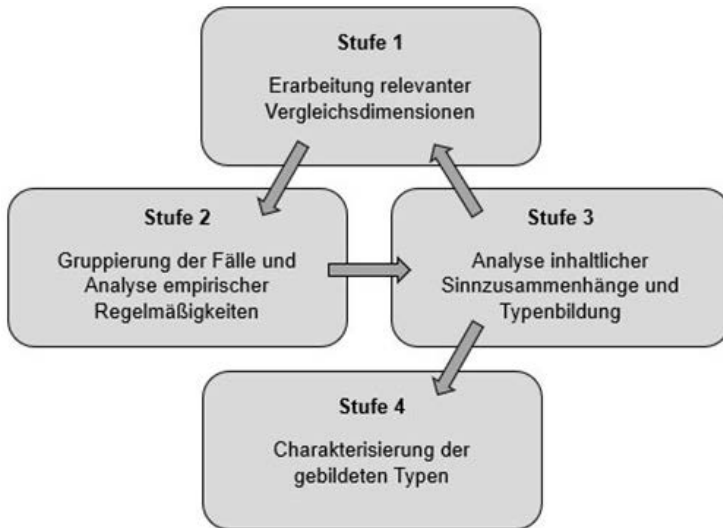 Stufe 1
Erarbeitung relevanter
Vergleichsdimensionen
Stufe 2
Gruppierung der Fälle und
Analyse empirischer
Regelmäßigkeiten
Stufe 3
Analyse inhaltlicher
Sinnzusammenhänge und
Typenbildung
Stufe 4
Charakterisierung der
gebildeten Typen